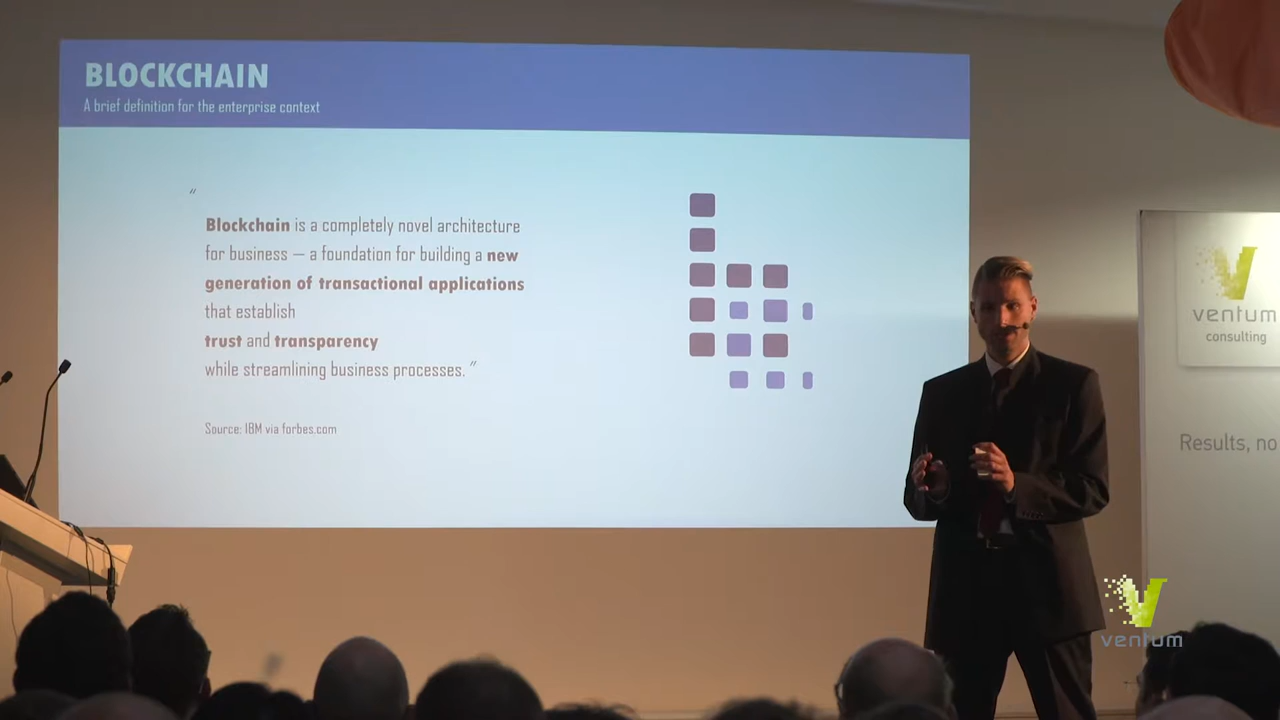 BLOCKCHAIN
A brief definition for the enterprise context
“
Blockchain is a completely novel architecture
for business – a foundation for building a new
generation of transactional applications
that establish
trust and transparency
while streamlining business processes. ”
Source: IBM via forbes.com
ventum
consulting
Results, no
ventum